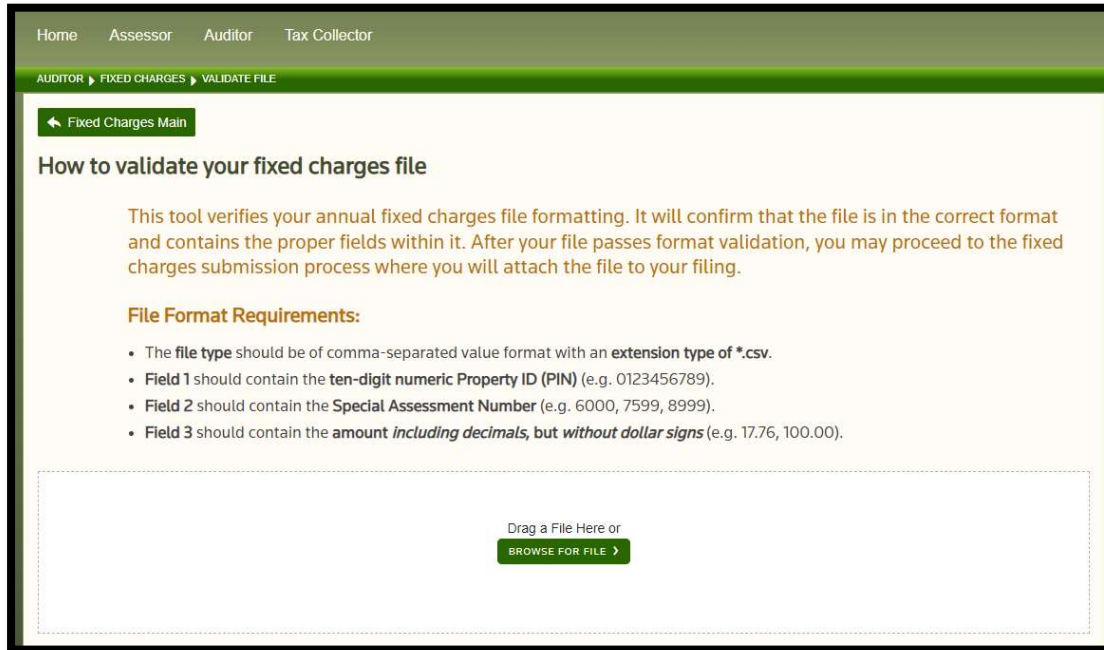 Home Assessor Auditor Tax Collector
AUDITOR FIXED CHARGES VALIDATE FILE
Fixed Charges Main
How to validate your fixed charges file
This tool verifies your annual fixed charges file formatting. It will confirm that the file is in the correct format
and contains the proper fields within it. After your file passes format validation, you may proceed to the fixed
charges submission process where you will attach the file to your filing.
File Format Requirements:
• The file type should be of comma-separated value format with an extension type of *.csv.
• Field 1 should contain the ten-digit numeric Property ID (PIN) (e.g. 0123456789).
• Field 2 should contain the Special Assessment Number (e.g. 6000, 7599, 8999).
• Field 3 should contain the amount including decimals, but without dollar signs (e.g. 17.76, 100.00).
Drag a File Here or
BROWSE FOR FILE